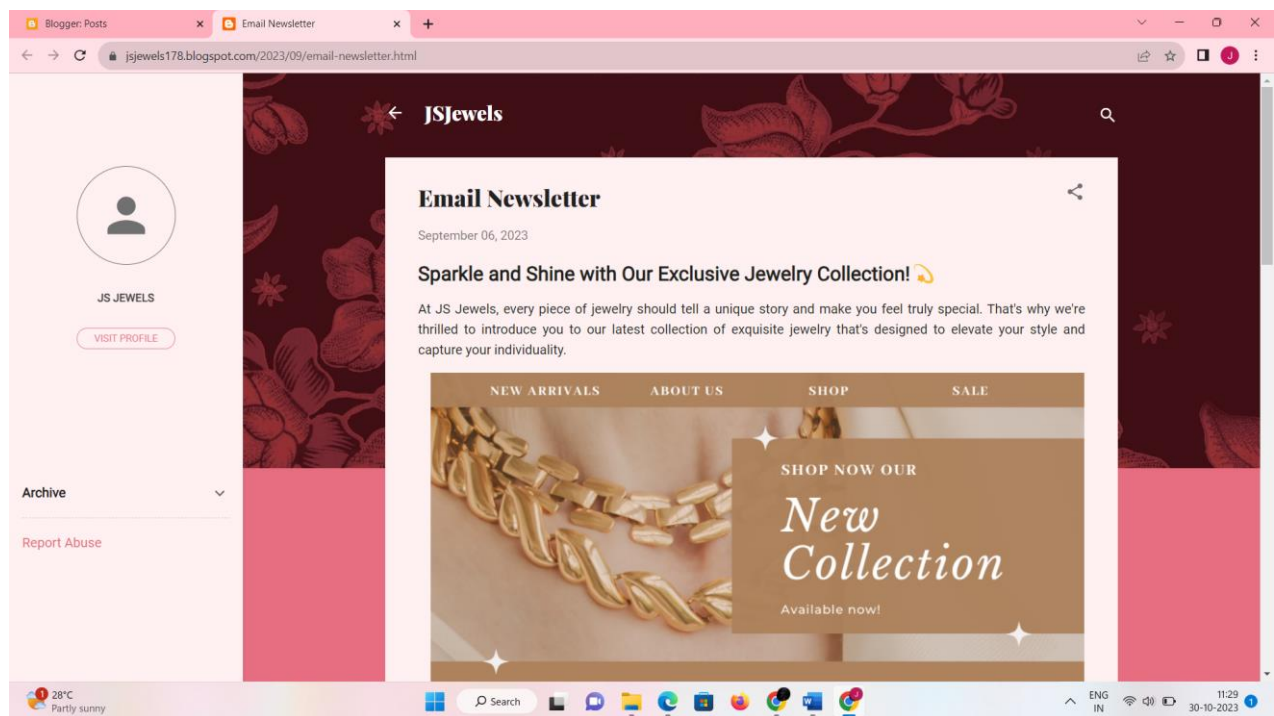 Blogger: Posts
Email Newsletter
jsjewels178.blogspot.com/2023/09/email-newsletter.html
J
JSJewels
Email Newsletter
September 06, 2023
Sparkle and Shine with Our Exclusive Jewelry Collection!💫
At JS Jewels, every piece of jewelry should tell a unique story and make you feel truly special. That's why we're
thrilled to introduce you to our latest collection of exquisite jewelry that's designed to elevate your style and
capture your individuality.
NEW ARRIVALS ABOUT US SHOP SALE
SHOP NOW OUR
New
Collection
Available now!
JS JEWELS
VISIT PROFILE
Archive
Report Abuse
1
28°C
Partly sunny
Search
ENG
IN
11:29
30-10-2023
1